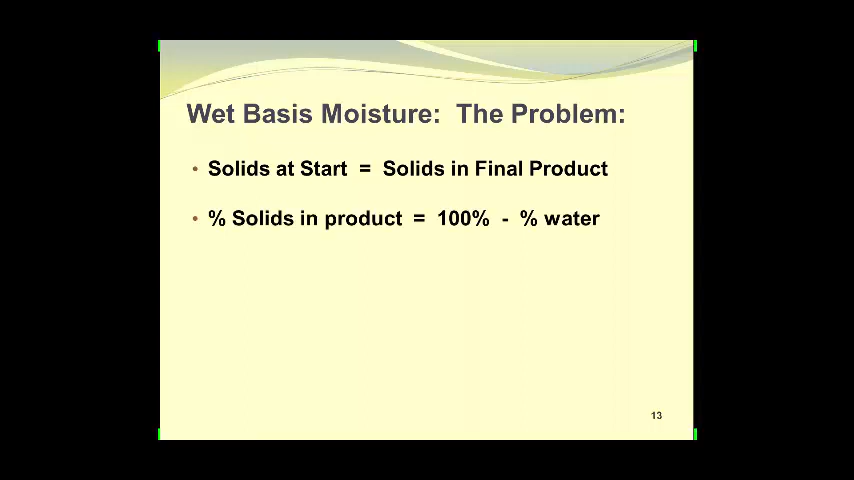 Wet Basis Moisture: The Problem:
• Solids at Start = Solids in Final Product
• % Solids in product = 100% - % water
13